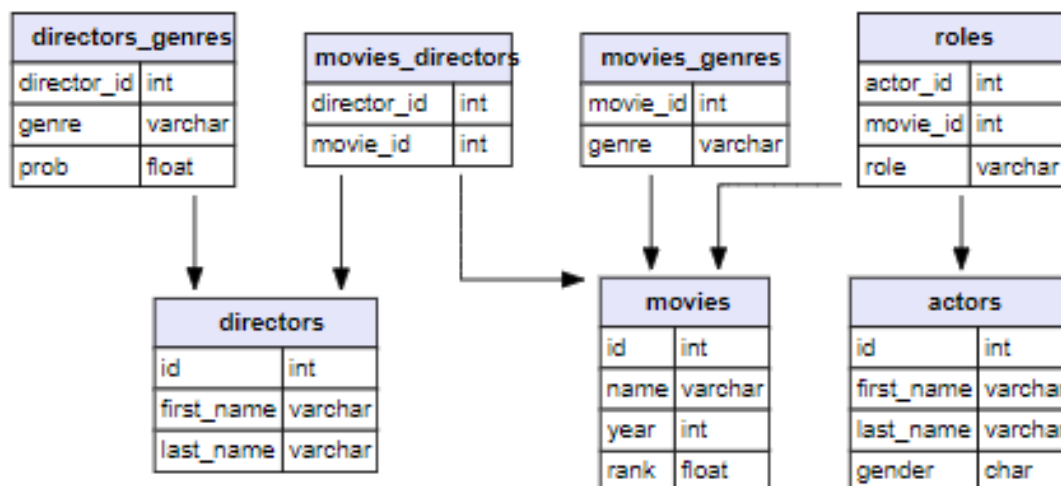 directors_genres
director_id int
genre varchar
prob float
movies_directors
director_id int
movie_id int
movies_genres
movie_id int
genre varchar
roles
actor_id int
movie_id int
role varchar
directors
id int
first_name varchar
last_name varchar
movies
id int
name varchar
year int
rank float
actors
id int
first_name varchar
last_name varchar
gender char